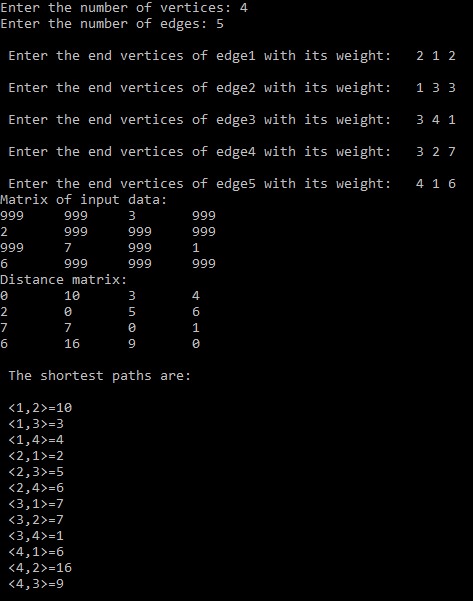 Enter the number of vertices: 4
Enter the number of edges: 5
Enter the end vertices of edge1 with its weight: 2 1 2
Enter the end vertices of edge2 with its weight: 1 3 3
Enter the end vertices of edge3 with its weight: 3 4 1
Enter the end vertices of edge4 with its weight: 3 2 7
Enter the end vertices of edge5 with its weight: 4 1 6
Matrix of input data:
999 999 3 999
2 999 999 999
999 7 999 1
6 999 999 999
Distance matrix:
0 10 3 4
2 0 5 6
7 7 0 1
6 16 9 0
The shortest paths are:
<1,2>=10
<1,3>=3
<1,4>=4
<2,1>=2
<2,3>=5
<2,4>=6
<3,1>=7
<3,2>=7
<3,4>=1
<4,1>=6
<4,2>=16
<4,3>=9